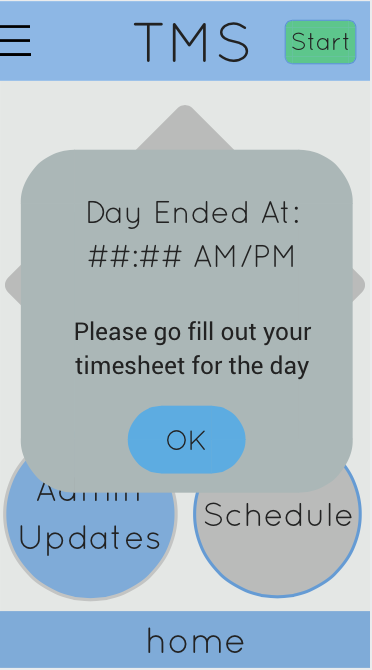 TMS
Start
Day Ended At:
##:## AM/PM
Please go fill out your
timesheet for the day
OK
Admin
Updates
Schedule
home